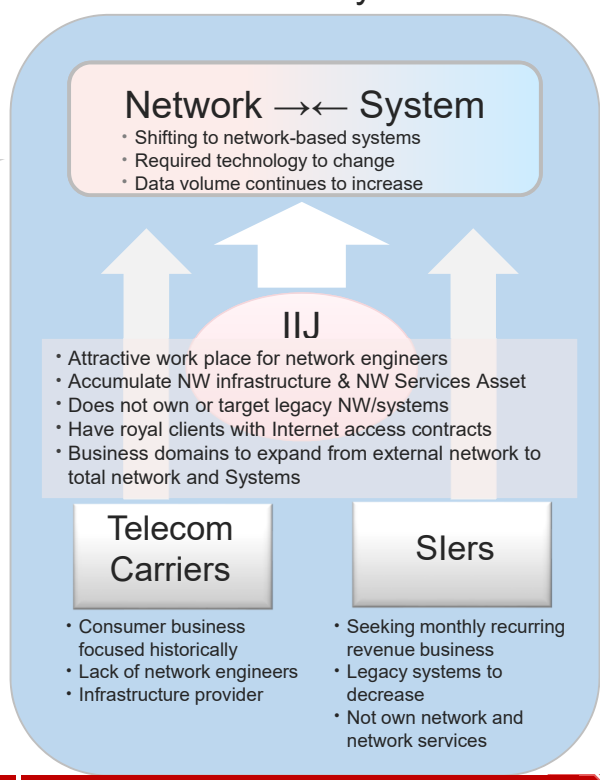 Network →← System
・Shifting to network-based systems
・Required technology to change
・Data volume continues to increase
IIJ
・Attractive work place for network engineers
・Accumulate NW infrastructure & NW Services Asset
・Does not own or target legacy NW/systems
・Have royal clients with Internet access contracts
・Business domains to expand from external network to
total network and Systems
Telecom
Carriers
・Consumer business
focused historically
・Lack of network engineers
・Infrastructure provider
SIers
・Seeking monthly recurring
revenue business
・Legacy systems to
decrease
・Not own network and
network services